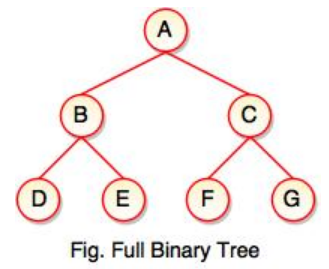 A
B C
D E F G
Fig. Full Binary Tree